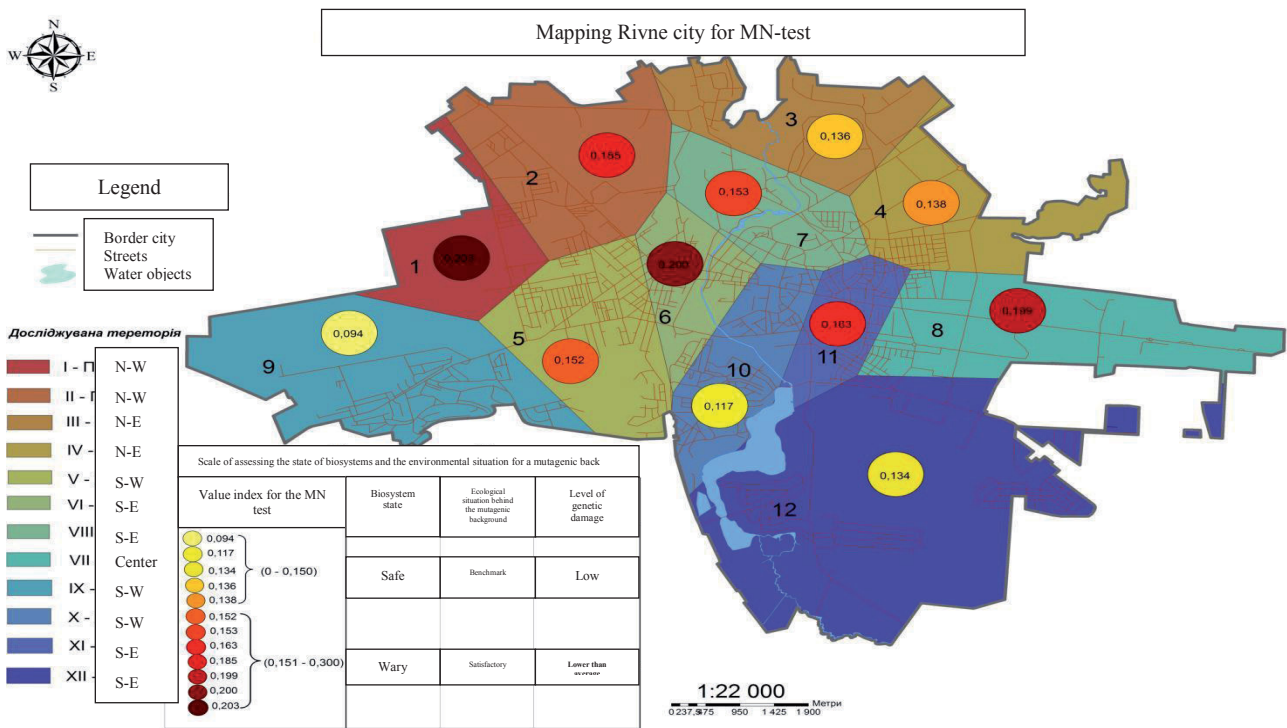 Mapping Rivne city for MN-test
N
W E
S
Legend
Border city
Streets
Water objects
Досліджувана територія
I - П N-W
II - П N-W
III - N-E
IV - N-E
V - S-W
VI - S-E
VIII S-E
VII Center
IX - S-W
X - S-W
XI - S-E
XII - S-E
1
2
3
4
5
6
7
8
9
10
11
12
0,185
0,136
0,153
0,138
0,203
0.200
0,199
0,094
0,163
0,152
0,117
0,134
Scale of assessing the state of biosystems and the environmental situation for a mutagenic back
Value index for the MN
test
Biosystem
state
Ecological
situation behind
the mutagenic
background
Level of
genetic
damage
0,094
0,117
0,134
0,136
0,138
(0 - 0,150)
Safe
Benchmark
Low
0,152
0,153
0,163
0,185
0,199
0,200
0,203
(0,151 - 0,300)
Wary
Satisfactory
Lower than
average
1:22 000
Метри
0 237,5 475 950 1 425 1 900